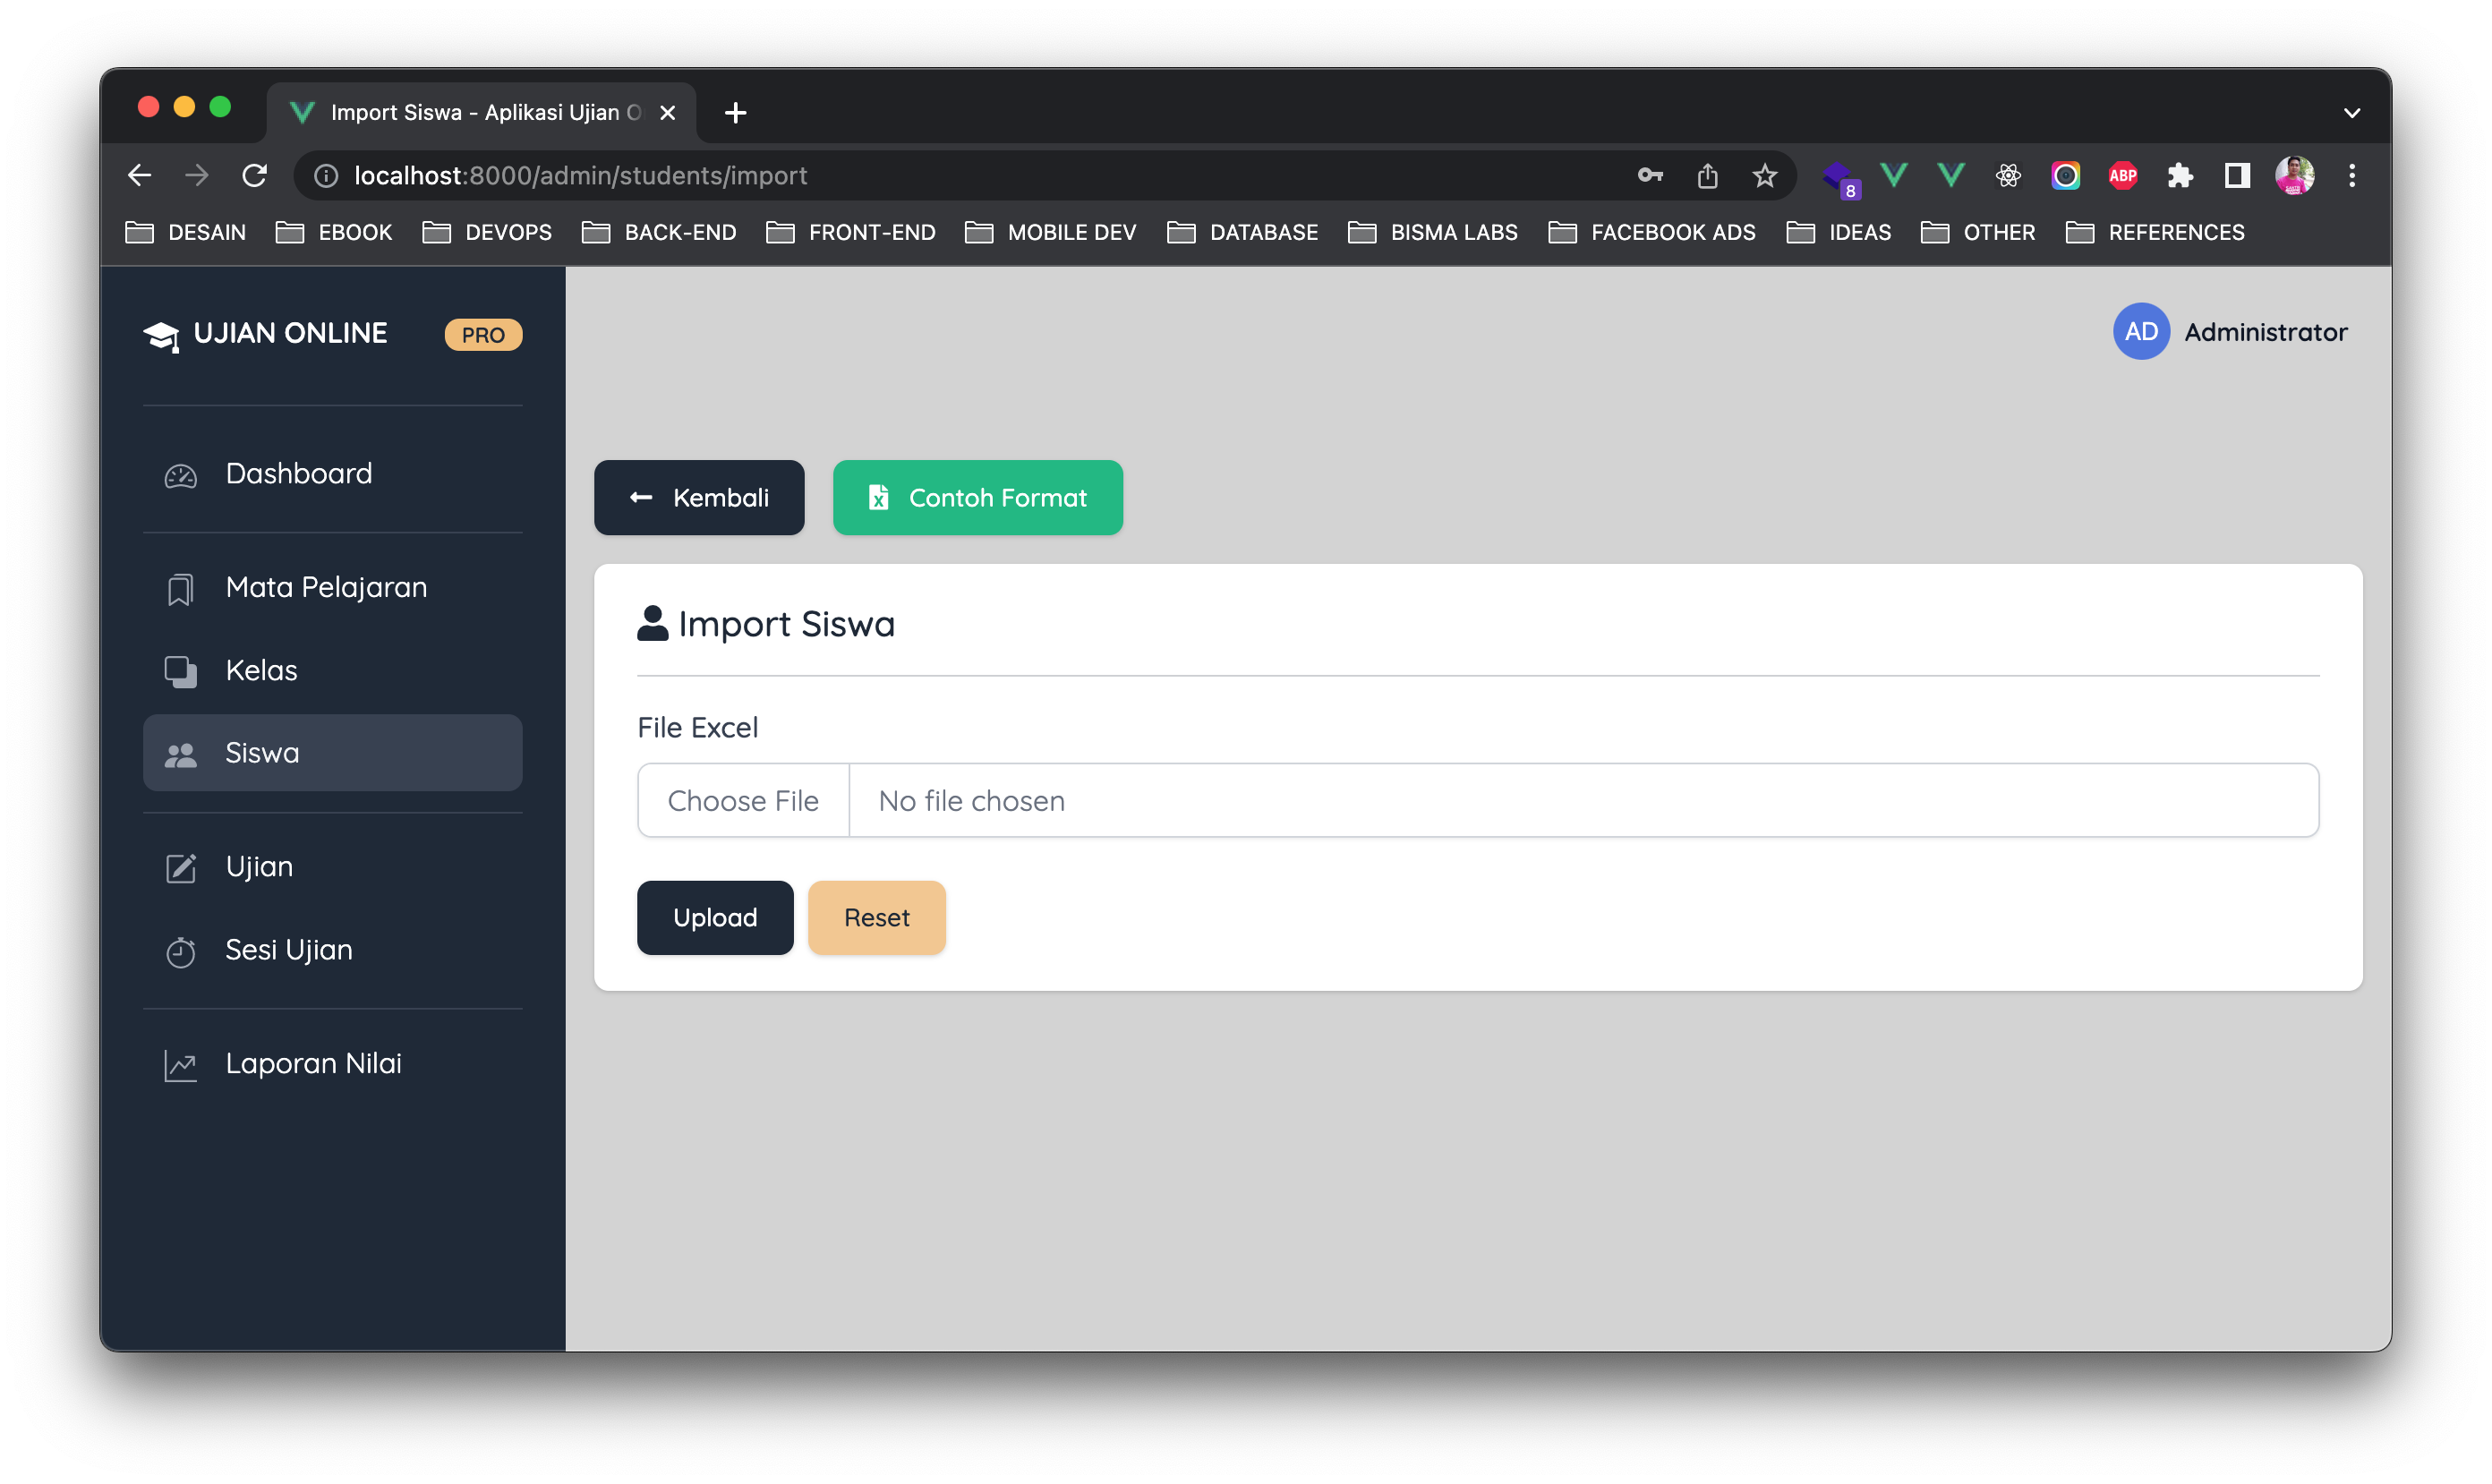 Import Siswa - Aplikasi Ujian O
localhost:8000/admin/students/import
8
ABP
DESAIN EBOOK DEVOPS BACK-END FRONT-END MOBILE DEV DATABASE BISMA LABS FACEBOOK ADS IDEAS OTHER REFERENCES
UJIAN ONLINE PRO
AD Administrator
Dashboard
Mata Pelajaran
Kelas
Siswa
Ujian
Sesi Ujian
Laporan Nilai
Kembali Contoh Format
Import Siswa
File Excel
Choose File No file chosen
Upload Reset